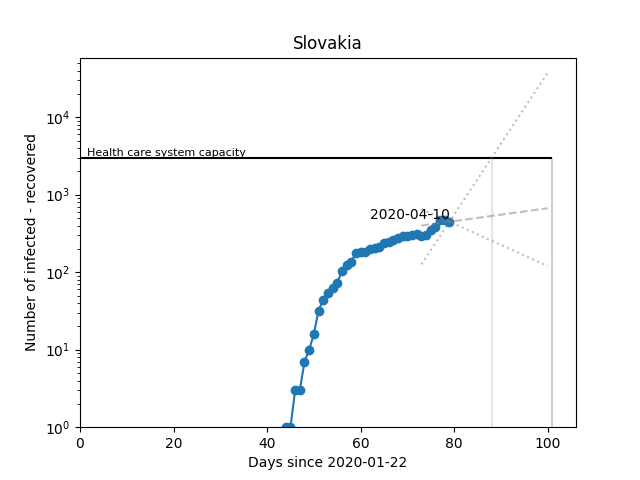 Slovakia
Number of infected - recovered
10⁴
10³
10²
10¹
10⁰
Health care system capacity
2020-04-10
0 20 40 60 80 100
Days since 2020-01-22